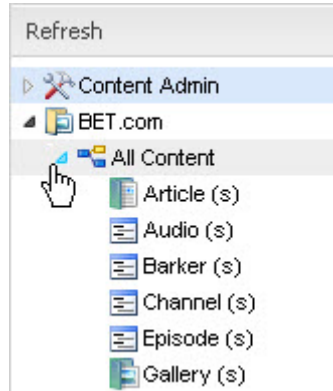 Refresh
Content Admin
BET.com
All Content
Article (s)
Audio (s)
Barker (s)
Channel (s)
Episode (s)
Gallery (s)